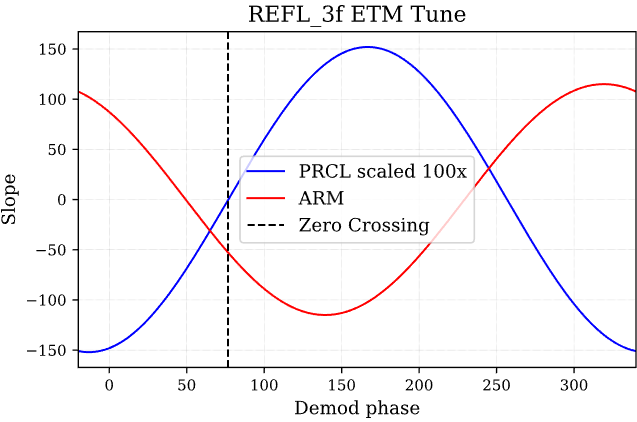 REFL_3f ETM Tune
150
100
50
0
−50
−100
−150
Slope
PRCL scaled 100x
ARM
Zero Crossing
0 50 100 150 200 250 300
Demod phase